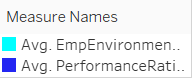 Measure Names
Avg. EmpEnvironmen..
Avg. PerformanceRati..